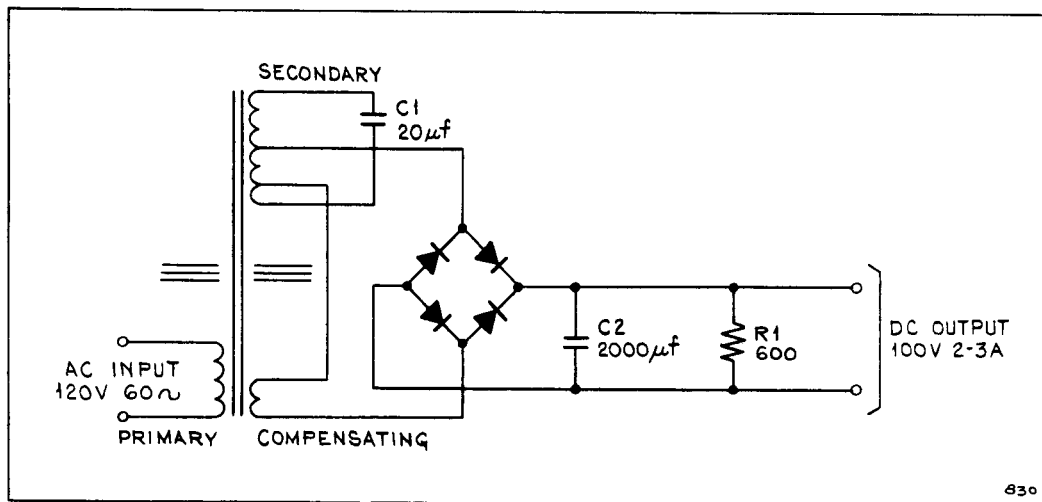 SECONDARY
C1
20μf
AC INPUT
120V 60~
PRIMARY
COMPENSATING
C2
2000μf
R1
600
DC OUTPUT
100V 2-3A
830